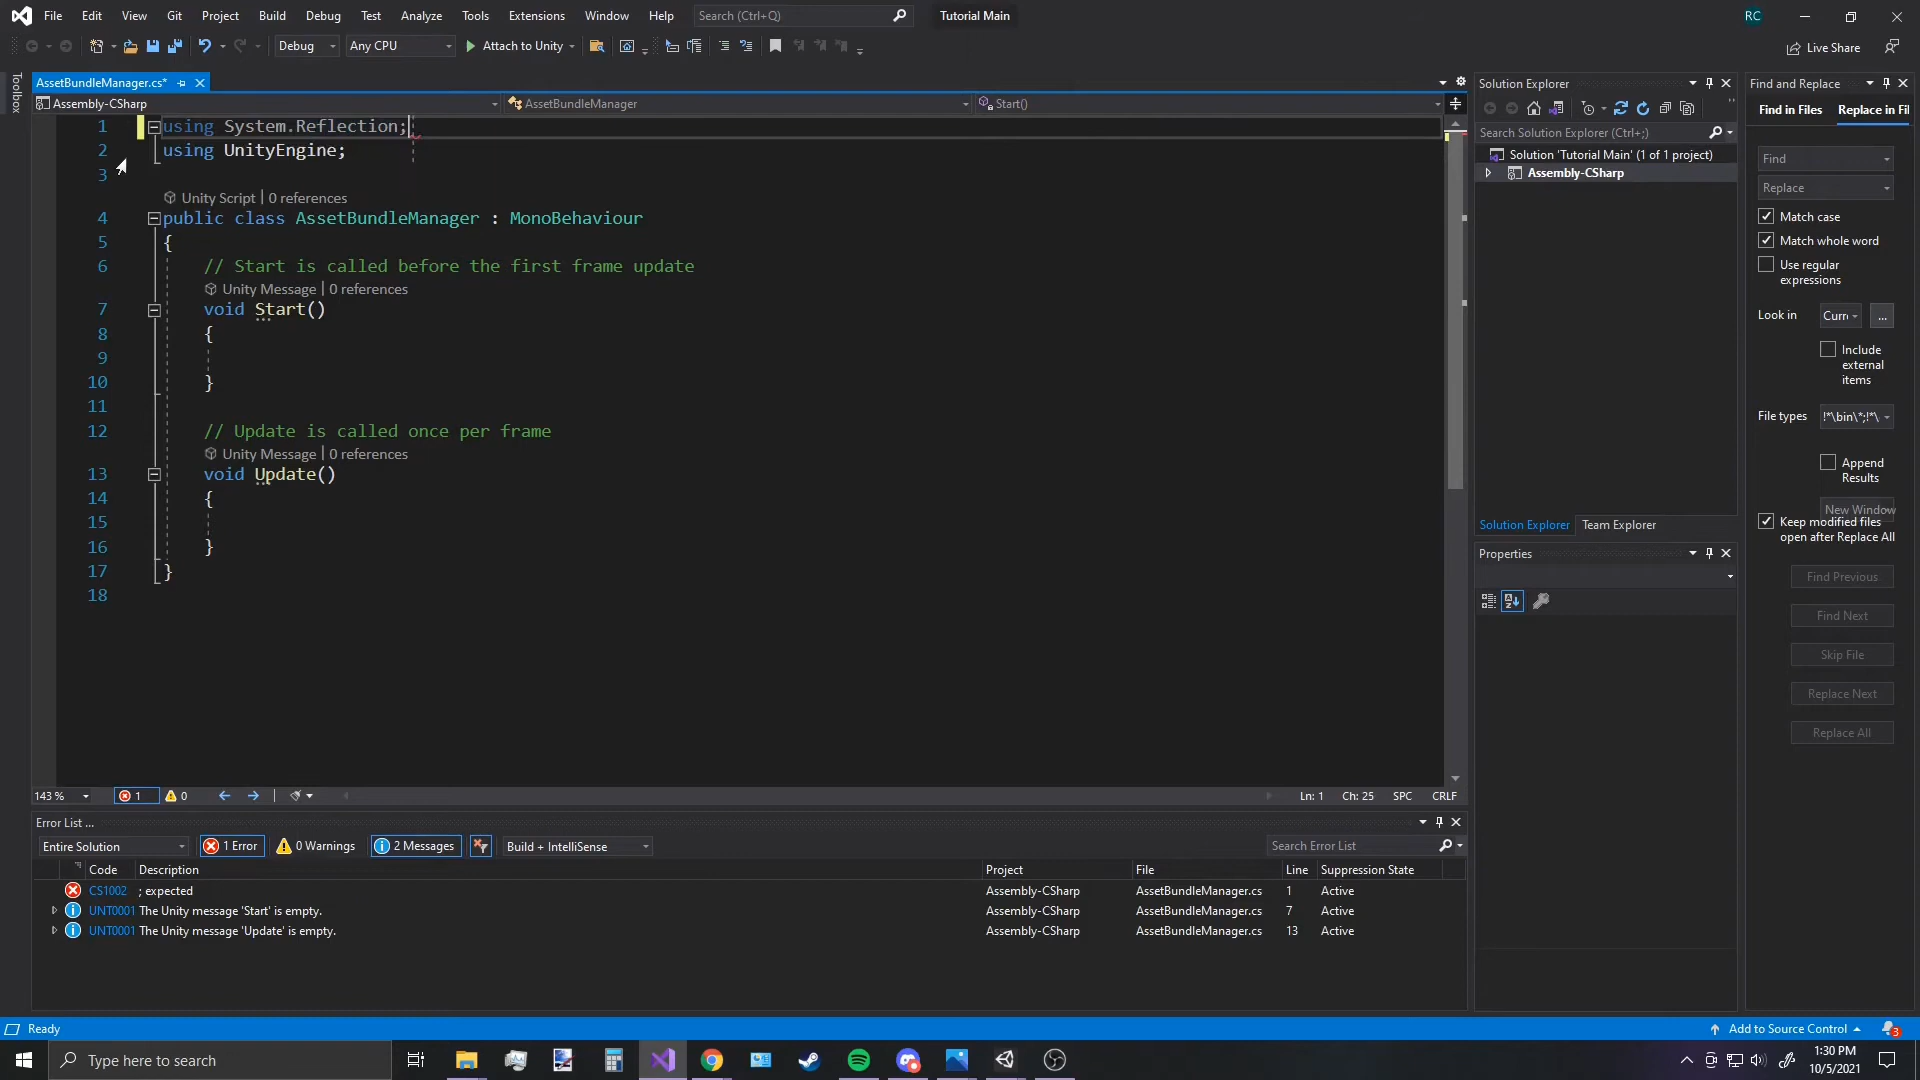 File Edit View Git Project Build Debug Test Analyze Tools Extensions Window Help Search (Ctrl+Q) Tutorial Main RC
Debug Any CPU Attach to Unity Live Share
Toolbox
AssetBundleManager.cs*
Assembly-CSharp AssetBundleManager Start()
1 using System.Reflection;
2 using UnityEngine;
3
Unity Script | 0 references
4 public class AssetBundleManager : MonoBehaviour
5 {
6 // Start is called before the first frame update
Unity Message | 0 references
7 void Start()
8 {
9
10 }
11
12 // Update is called once per frame
Unity Message | 0 references
13 void Update()
14 {
15
16 }
17 }
18
143 % 1 0 Ln: 1 Ch: 25 SPC CRLF
Error List ...
Entire Solution 1 Error 0 Warnings 2 Messages Build + IntelliSense Search Error List
Code Description Project File Line Suppression State
CS1002 ; expected Assembly-CSharp AssetBundleManager.cs 1 Active
UNT0001 The Unity message 'Start' is empty. Assembly-CSharp AssetBundleManager.cs 7 Active
UNT0001 The Unity message 'Update' is empty. Assembly-CSharp AssetBundleManager.cs 13 Active
Solution Explorer
Search Solution Explorer (Ctrl+;)
Solution 'Tutorial Main' (1 of 1 project)
Assembly-CSharp
Solution Explorer Team Explorer
Properties
Find and Replace
Find in Files Replace in Fi
Find
Replace
Match case
Match whole word
Use regular
expressions
Look in Curr ...
Include
external
items
File types !*\bin\*;!*\
Append
Results
New Window
Keep modified files
open after Replace All
Find Previous
Find Next
Skip File
Replace Next
Replace All
Ready Add to Source Control 3
Type here to search
1:30 PM
10/5/2021